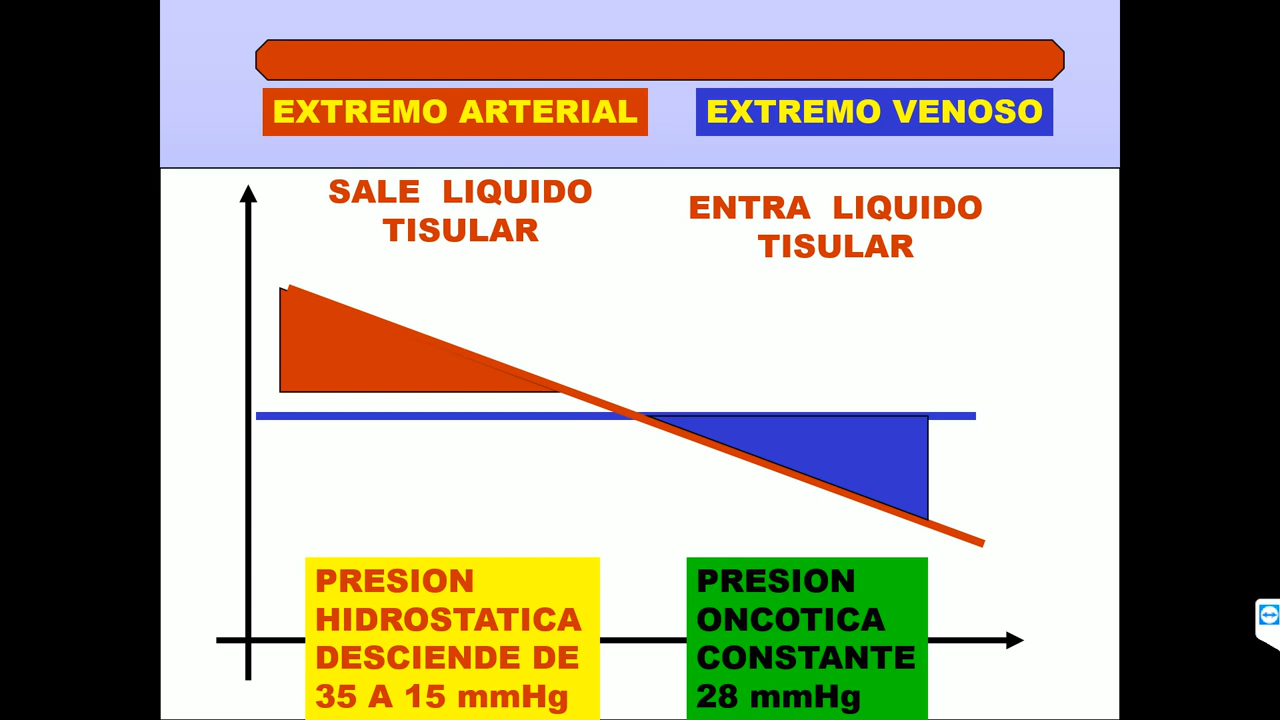 EXTREMO ARTERIAL
EXTREMO VENOSO
SALE LIQUIDO
TISULAR
ENTRA LIQUIDO
TISULAR
PRESION
HIDROSTATICA
DESCIENDE DE
35 A 15 mmHg
PRESION
ONCOTICA
CONSTANTE
28 mmHg